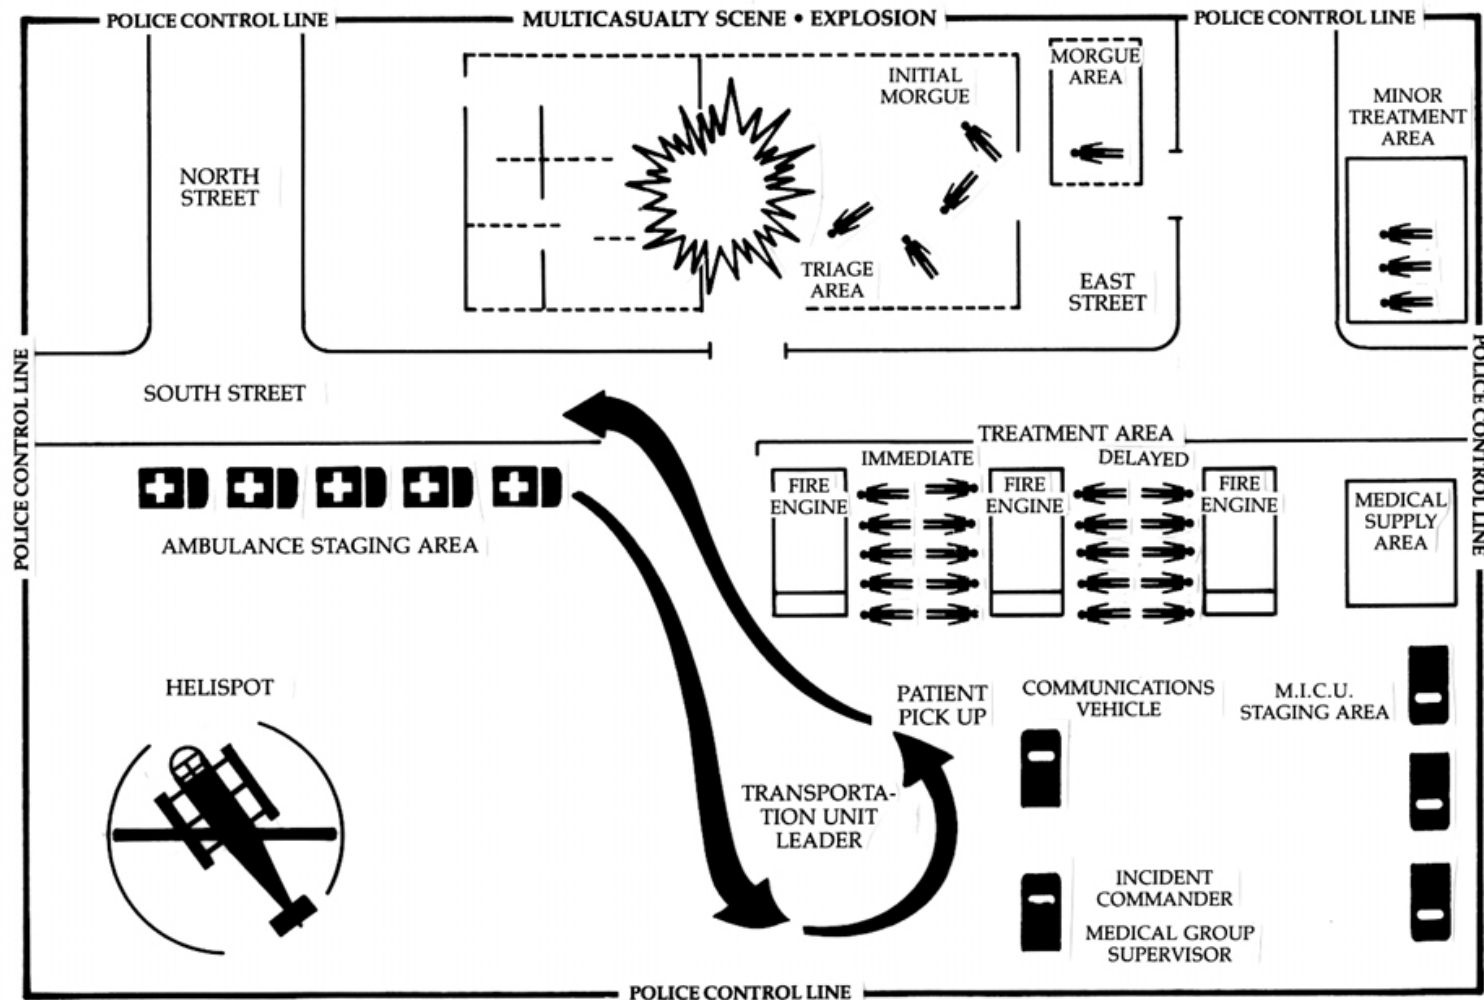 POLICE CONTROL LINE
MULTICASUALTY SCENE • EXPLOSION
POLICE CONTROL LINE
INITIAL
MORGUE
MORGUE
AREA
MINOR
TREATMENT
AREA
NORTH
STREET
TRIAGE
AREA
EAST
STREET
POLICE CONTROL LINE
SOUTH STREET
POLICE CONTROL LINE
TREATMENT AREA
IMMEDIATE
DELAYED
FIRE
ENGINE
FIRE
ENGINE
FIRE
ENGINE
MEDICAL
SUPPLY
AREA
AMBULANCE STAGING AREA
HELISPOT
PATIENT
PICK UP
COMMUNICATIONS
VEHICLE
M.I.C.U.
STAGING AREA
TRANSPORTA-
TION UNIT
LEADER
INCIDENT
COMMANDER
MEDICAL GROUP
SUPERVISOR
POLICE CONTROL LINE